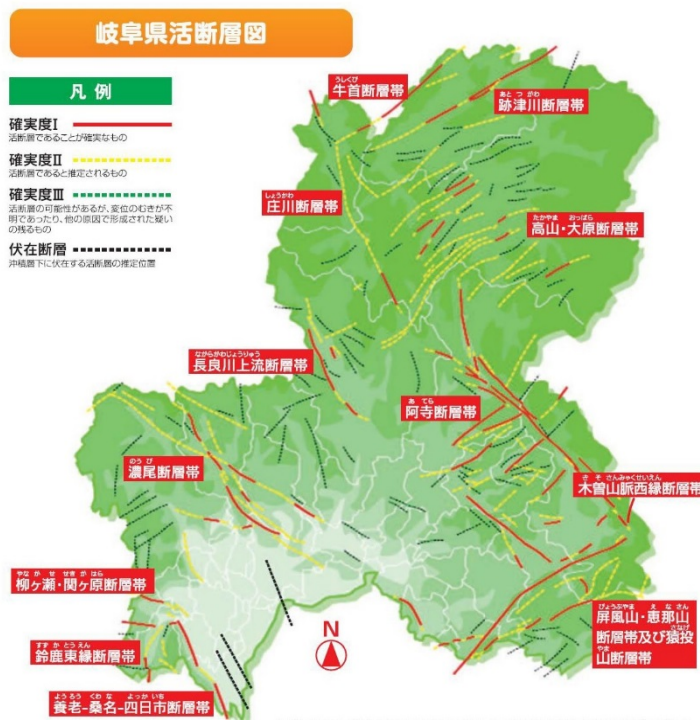 岐阜県活断層図
凡例
確実度Ⅰ
活断層であることが確実なもの
確実度Ⅱ
活断層であると推定されるもの
確実度Ⅲ
活断層の可能性があるが、変位のむきが不
明であったり、他の原因で形成された疑い
の残るもの
伏在断層
沖積層下に伏在する活断層の推定位置
うしくび
牛首断層帯
あとつがわ
跡津川断層帯
しょうかわ
庄川断層帯
たかやま おっぱら
高山・大原断層帯
ながらがわじょうりゅう
長良川上流断層帯
あてら
阿寺断層帯
のうび
濃尾断層帯
きそさんみゃくせいえん
木曽山脈西縁断層帯
やながせ せきがはら
柳ヶ瀬・関ヶ原断層帯
びょうぶやま えなさん
屏風山・恵那山
さなげ
断層帯及び猿投
やま
山断層帯
すずかとうえん
鈴鹿東縁断層帯
N
ようろう くわな よっかいち
養老-桑名-四日市断層帯